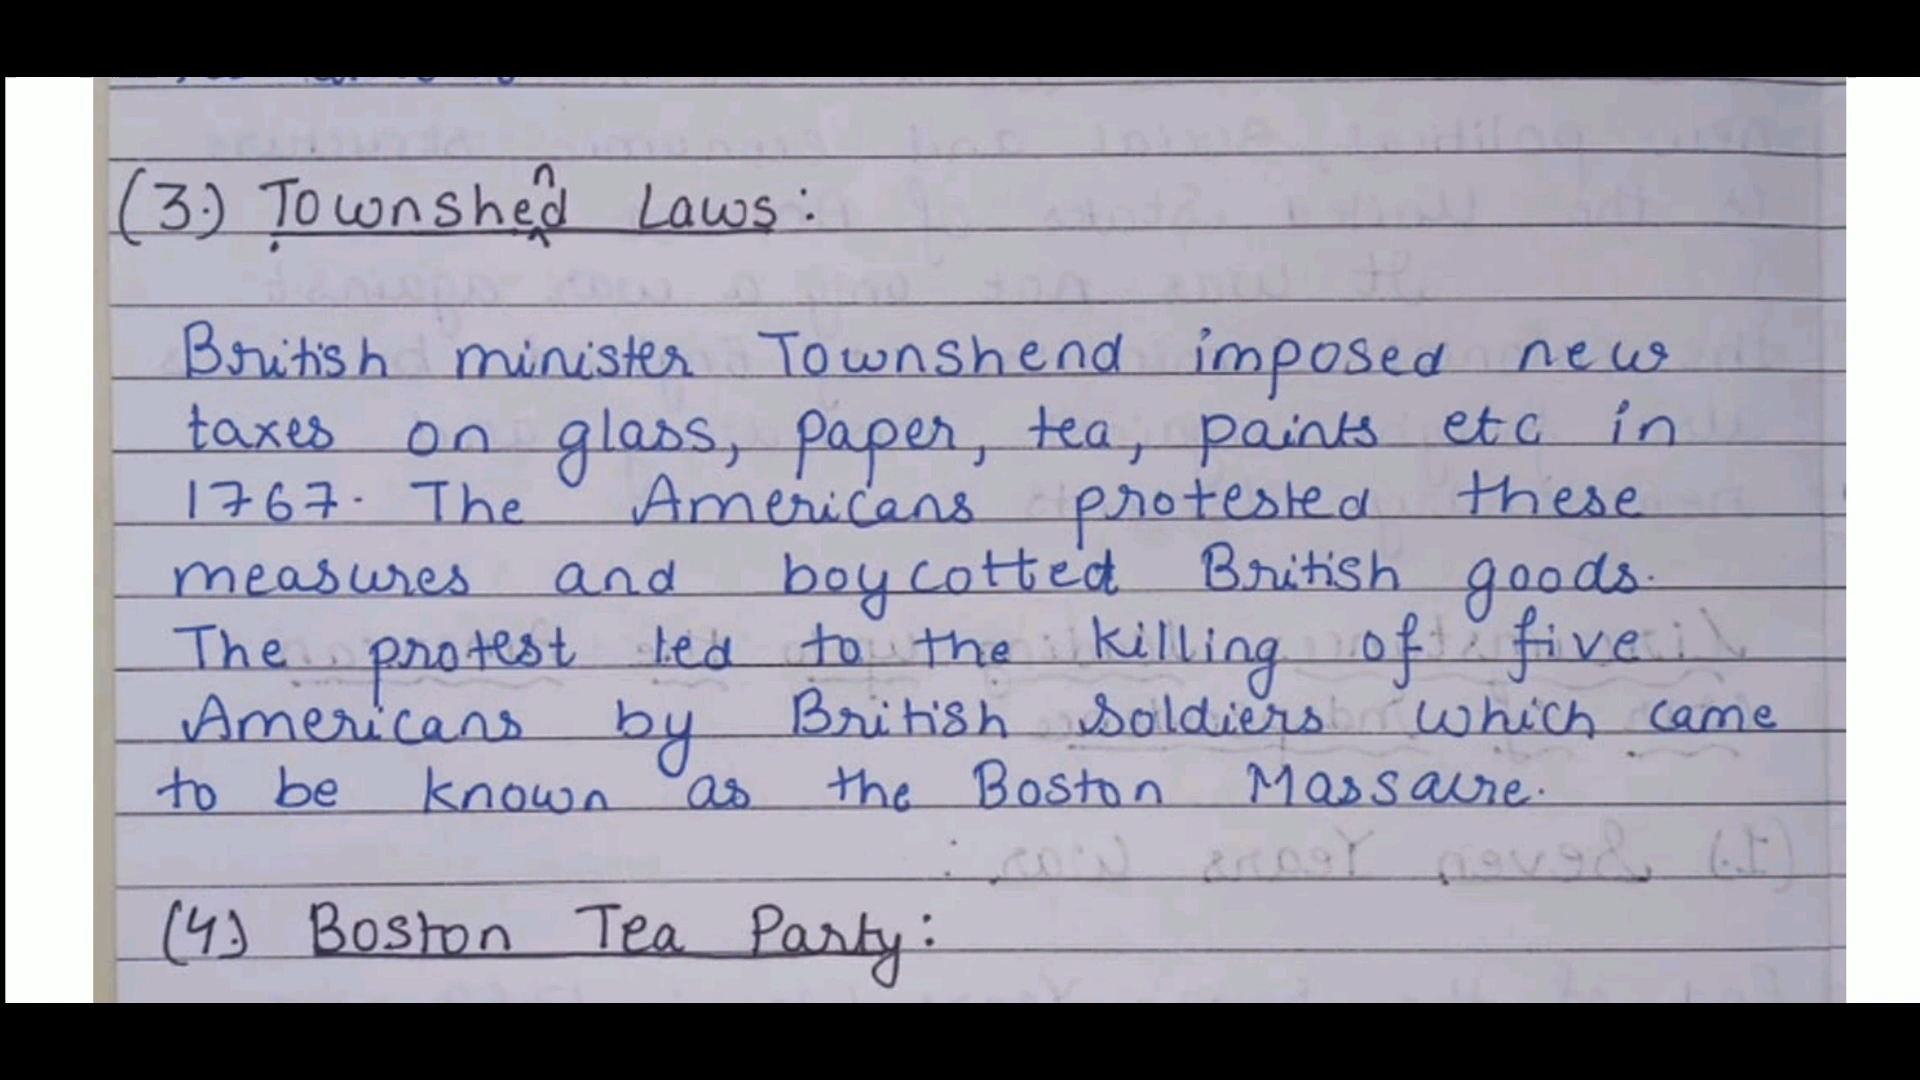 (3.) Townshend Laws:
British minister Townshend imposed new
taxes on glass, paper, tea, paints etc in
1767. The Americans protested these
measures and boycotted British goods.
The protest led to the killing of five
Americans by British soldiers which came
to be known as the Boston Massacre.
(4.) Boston Tea Party: